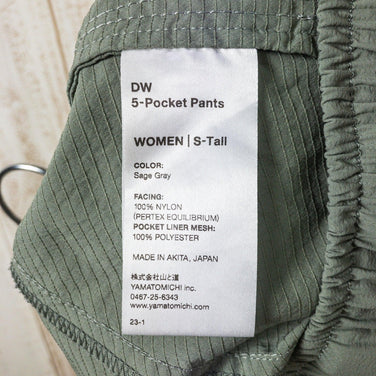 DW
5-Pocket Pants
WOMEN | S-Tall
COLOR:
Sage Gray
FACING:
100% NYLON
(PERTEX EQUILIBRIUM)
POCKET LINER MESH:
100% POLYESTER
MADE IN AKITA, JAPAN
株式会社山と道
YAMATOMICHI inc.
0467-25-6343
www.yamatomichi.com
23-1